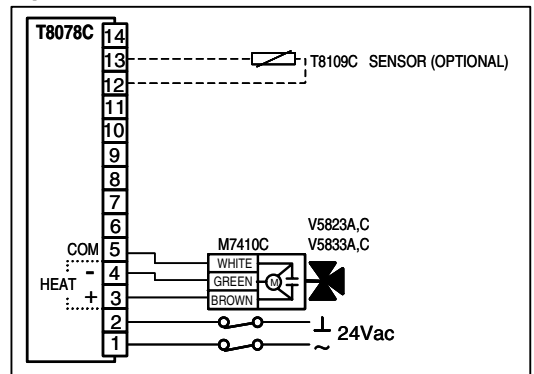 T8078C
14
13
T8109C SENSOR (OPTIONAL)
12
11
10
9
8
7
6
V5823A,C
COM 5
M7410C
V5833A,C
WHITE
HEAT - 4
GREEN M
+ 3
BROWN
2
⊥ 24Vac
1
~